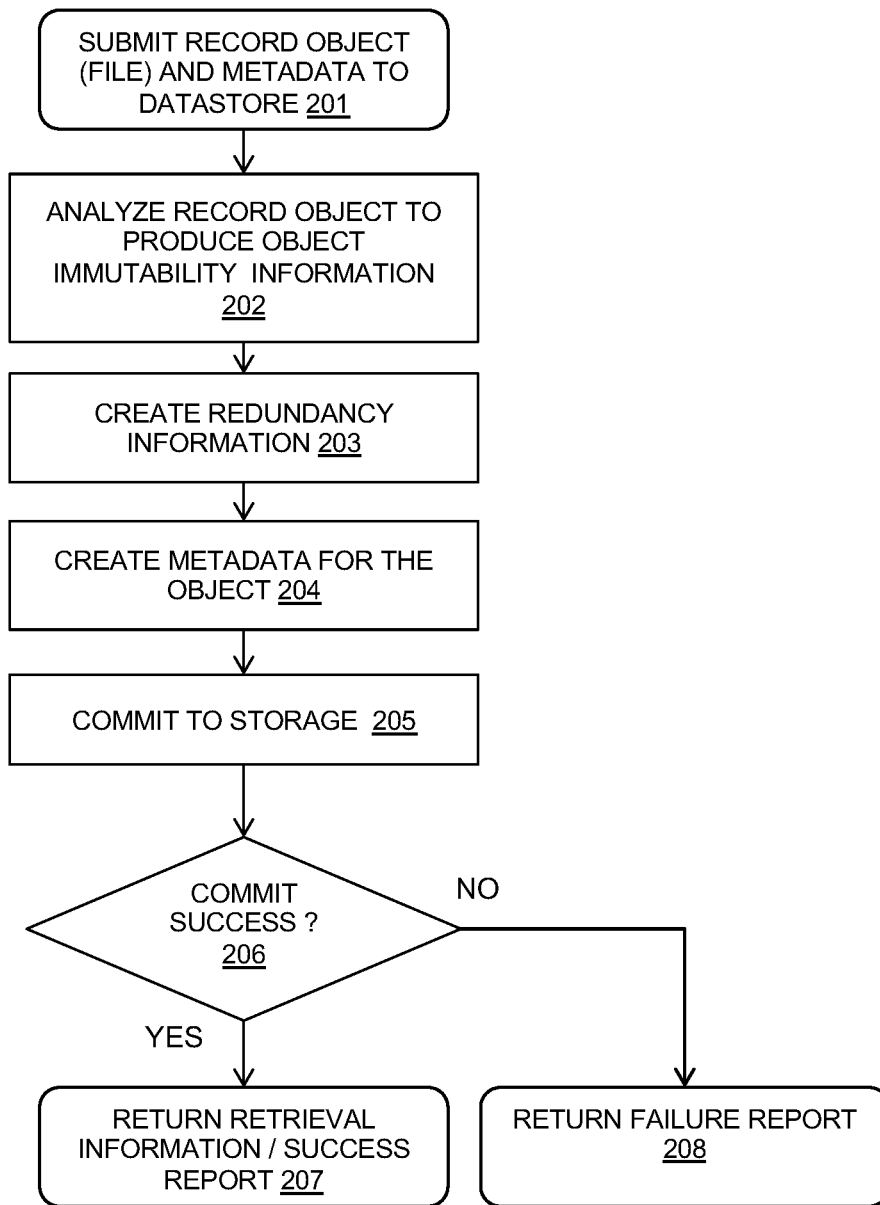 SUBMIT RECORD OBJECT
(FILE) AND METADATA TO
DATASTORE 201
ANALYZE RECORD OBJECT TO
PRODUCE OBJECT
IMMUTABILITY INFORMATION
202
CREATE REDUNDANCY
INFORMATION 203
CREATE METADATA FOR THE
OBJECT 204
COMMIT TO STORAGE 205
COMMIT
SUCCESS ?
206
NO
YES
RETURN RETRIEVAL
INFORMATION / SUCCESS
REPORT 207
RETURN FAILURE REPORT
208